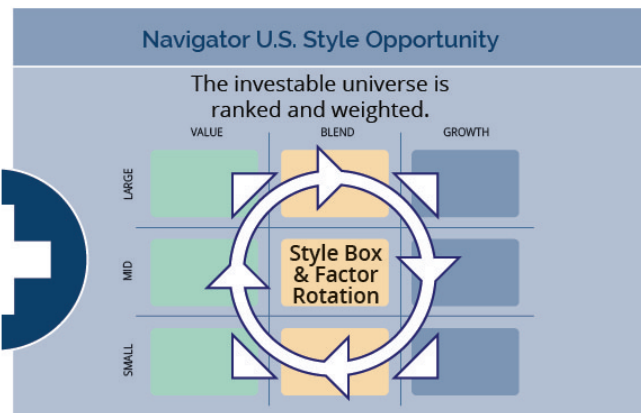 Navigator U.S. Style Opportunity
The investable universe is
ranked and weighted.
VALUE BLEND GROWTH
LARGE
MID
Style Box
& Factor
Rotation
SMALL